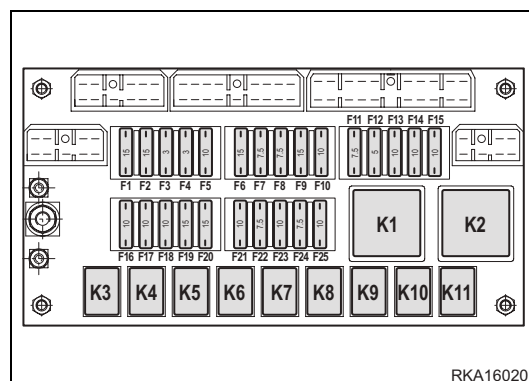 F11 F12 F13 F14 F15
15 15 3 3 10 15 7.5 7.5 15 10 7.5 5 10 10 10
F1 F2 F3 F4 F5 F6 F7 F8 F9 F10
K1 K2
10 10 10 15 15 10 7.5 10 7.5 10
F16 F17 F18 F19 F20 F21 F22 F23 F24 F25
K3 K4 K5 K6 K7 K8 K9 K10 K11
RKA16020